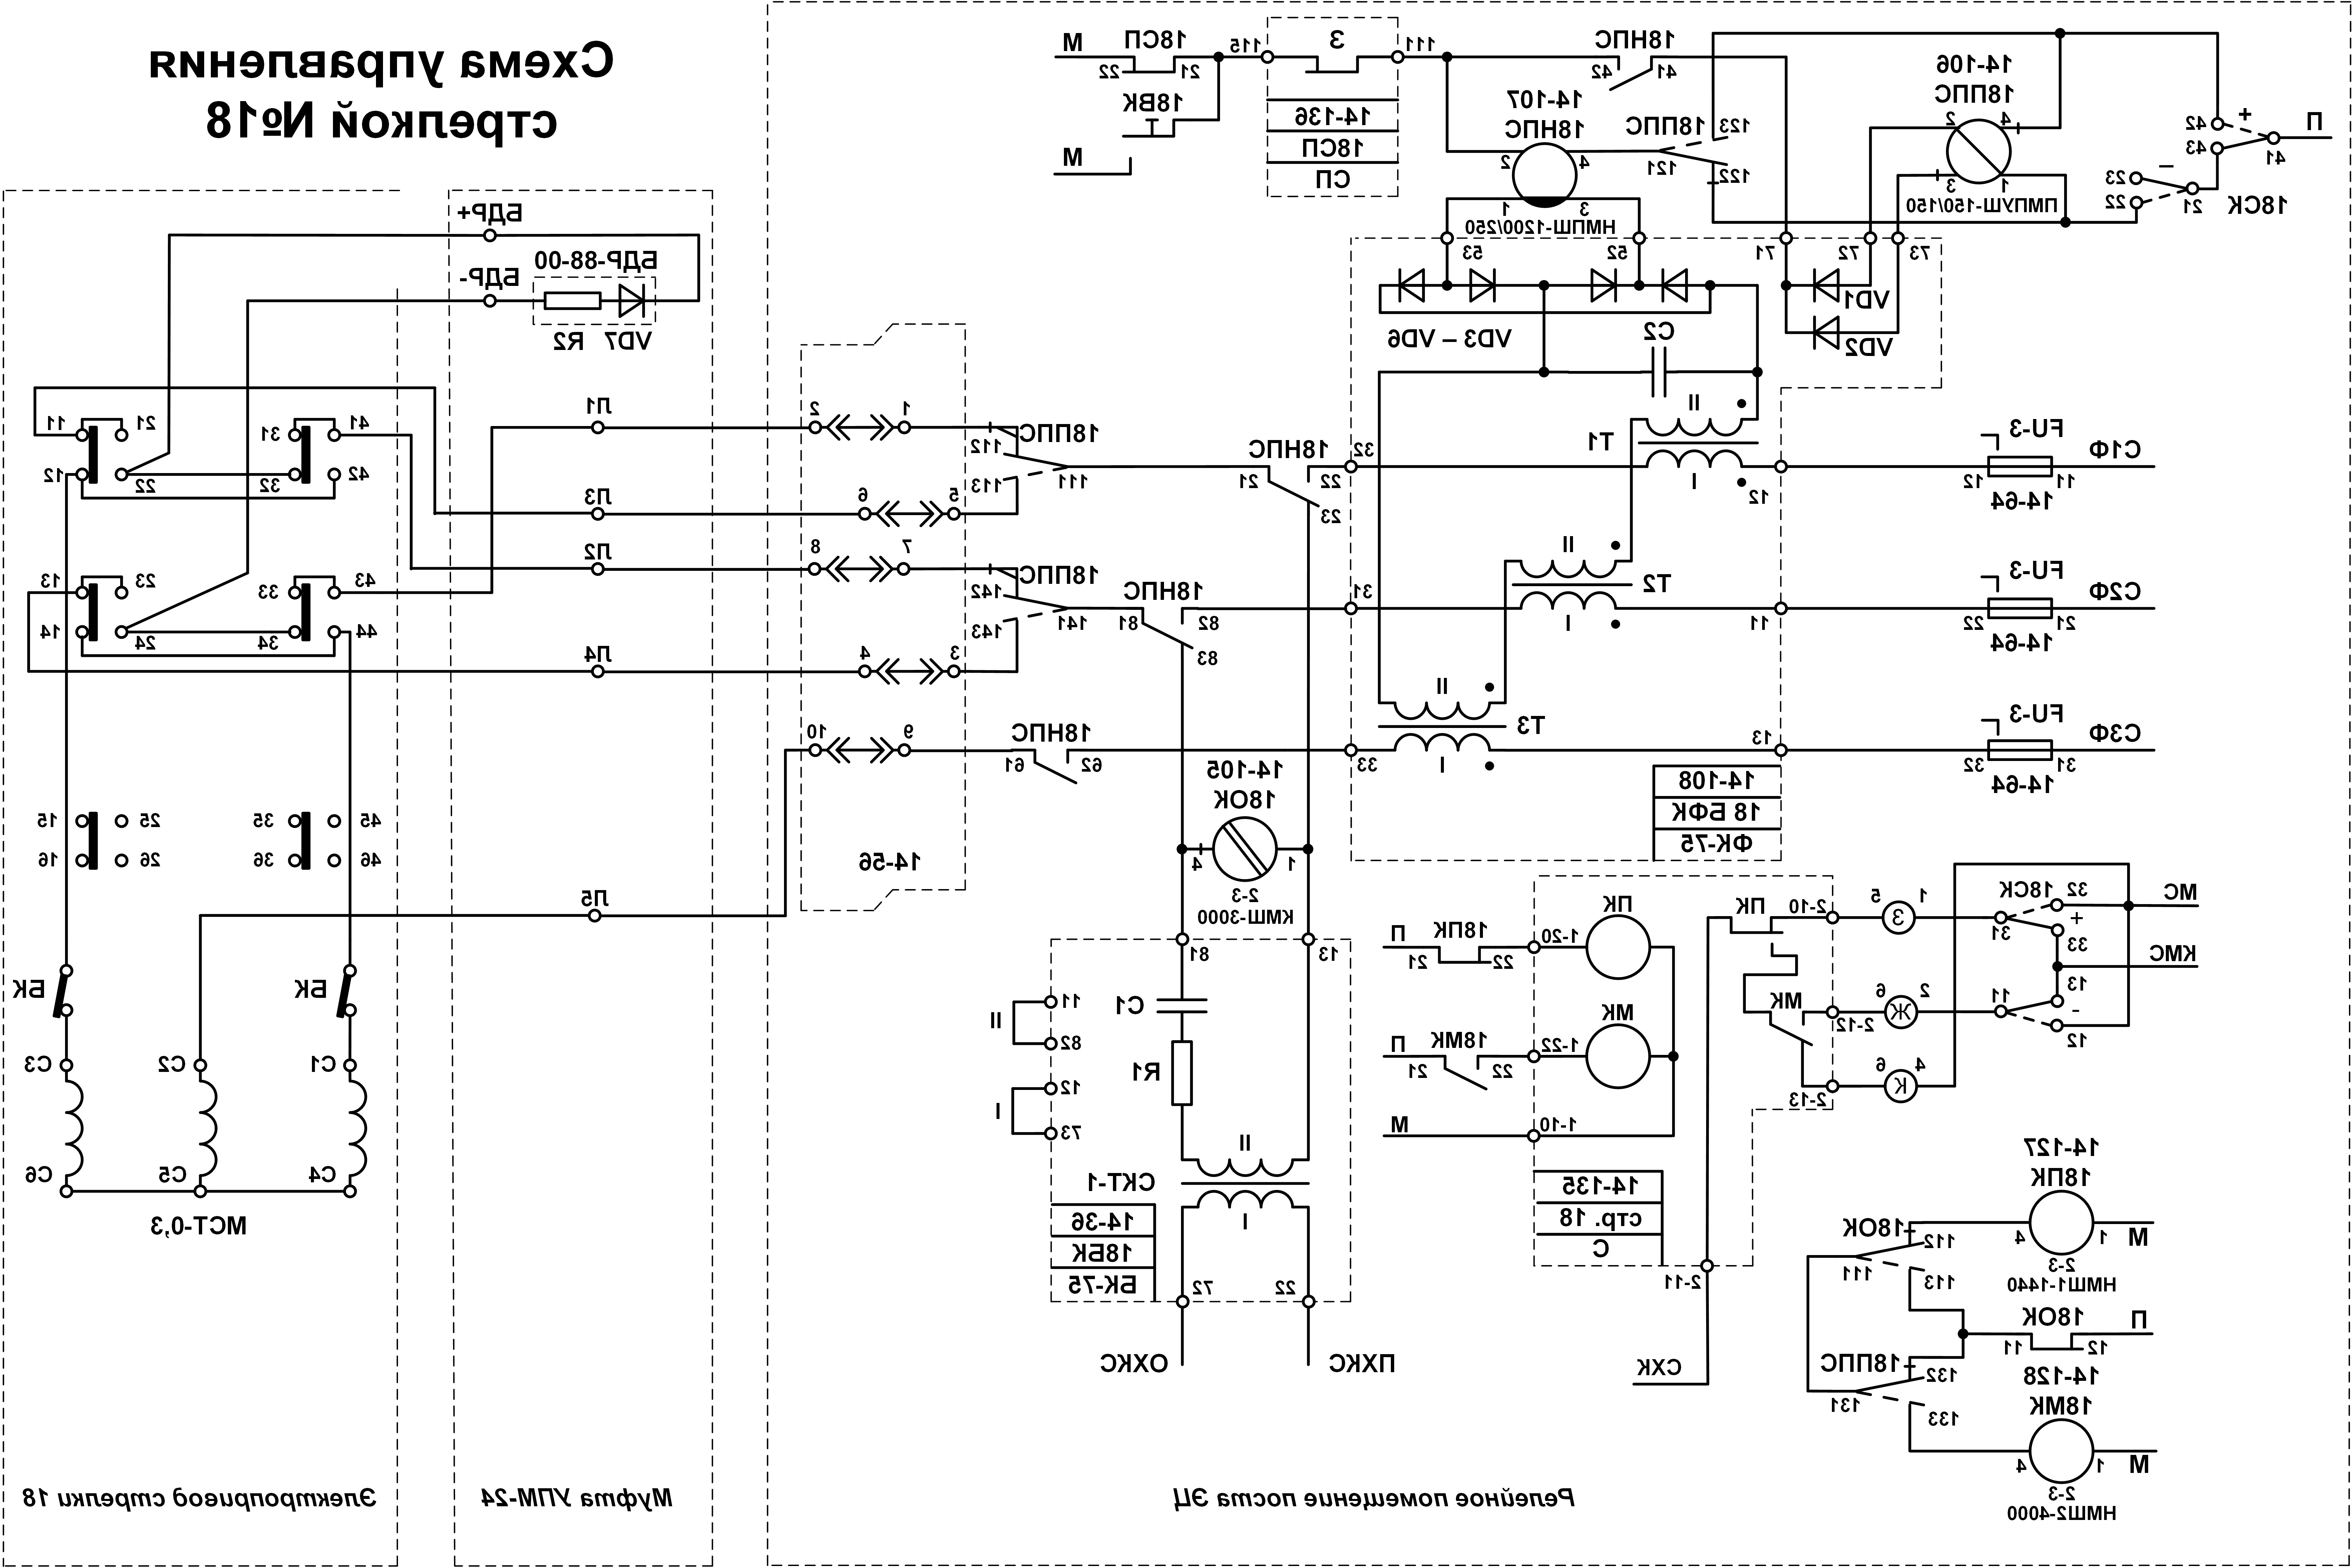 Схема управления
стрелкой №18
М
18СП
22
21
115
З
111
18НПС
42
41
14-106
18ППС
2
4
3
1
ПМПУШ-150/150
+
П
42
43
41
–
23
22
21
18СК
18ВК
М
14-136
18СП
СП
14-107
18НПС
2
4
1
3
НМПШ-1200/250
18ППС
123
121
122
53
52
71
72
73
VD1
VD2
VD3 – VD6
C2
БДР+
БДР-88-00
БДР-
R2
VD7
11
21
31
41
12
22
32
42
13
23
33
43
14
24
34
44
15
25
35
45
16
26
36
46
Л1
Л3
Л2
Л4
Л5
2
1
6
5
8
7
4
3
10
9
14-56
18ППС
112
113
111
18ППС
142
143
141
18НПС
21
22
23
32
18НПС
81
82
83
31
18НПС
61
62
33
II
T1
I
12
II
T2
I
11
II
T3
I
13
FU-3
С1Ф
12
11
14-64
FU-3
С2Ф
22
21
14-64
FU-3
С3Ф
32
31
14-64
14-108
18 БФК
ФК-75
14-105
18ОК
4
1
2-3
КМШ-3000
БК
БК
С3
С2
С1
С6
С5
С4
МСТ-0,3
81
13
II
11
82
I
12
73
C1
R1
II
I
СКТ-1
14-36
18БК
БК-75
72
22
ОХКС
ПХКС
П
18ПК
21
22
1-20
ПК
П
18МК
21
22
1-22
МК
М
1-10
14-135
стр. 18
С
ПК
2-10
МК
2-12
2-13
2-11
СХК
5
1
З
6
2
Ж
6
4
К
18СК
32
31
+
33
МС
КМС
13
11
-
12
14-127
18ПК
4
1
М
2-3
НМШ1-1440
18ОК
+
112
111
113
18ОК
11
12
П
18ППС
+
132
131
133
14-128
18МК
4
1
М
2-3
НМШ2-4000
Электропривод стрелки 18
Муфта УПМ-24
Релейное помещение поста ЭЦ